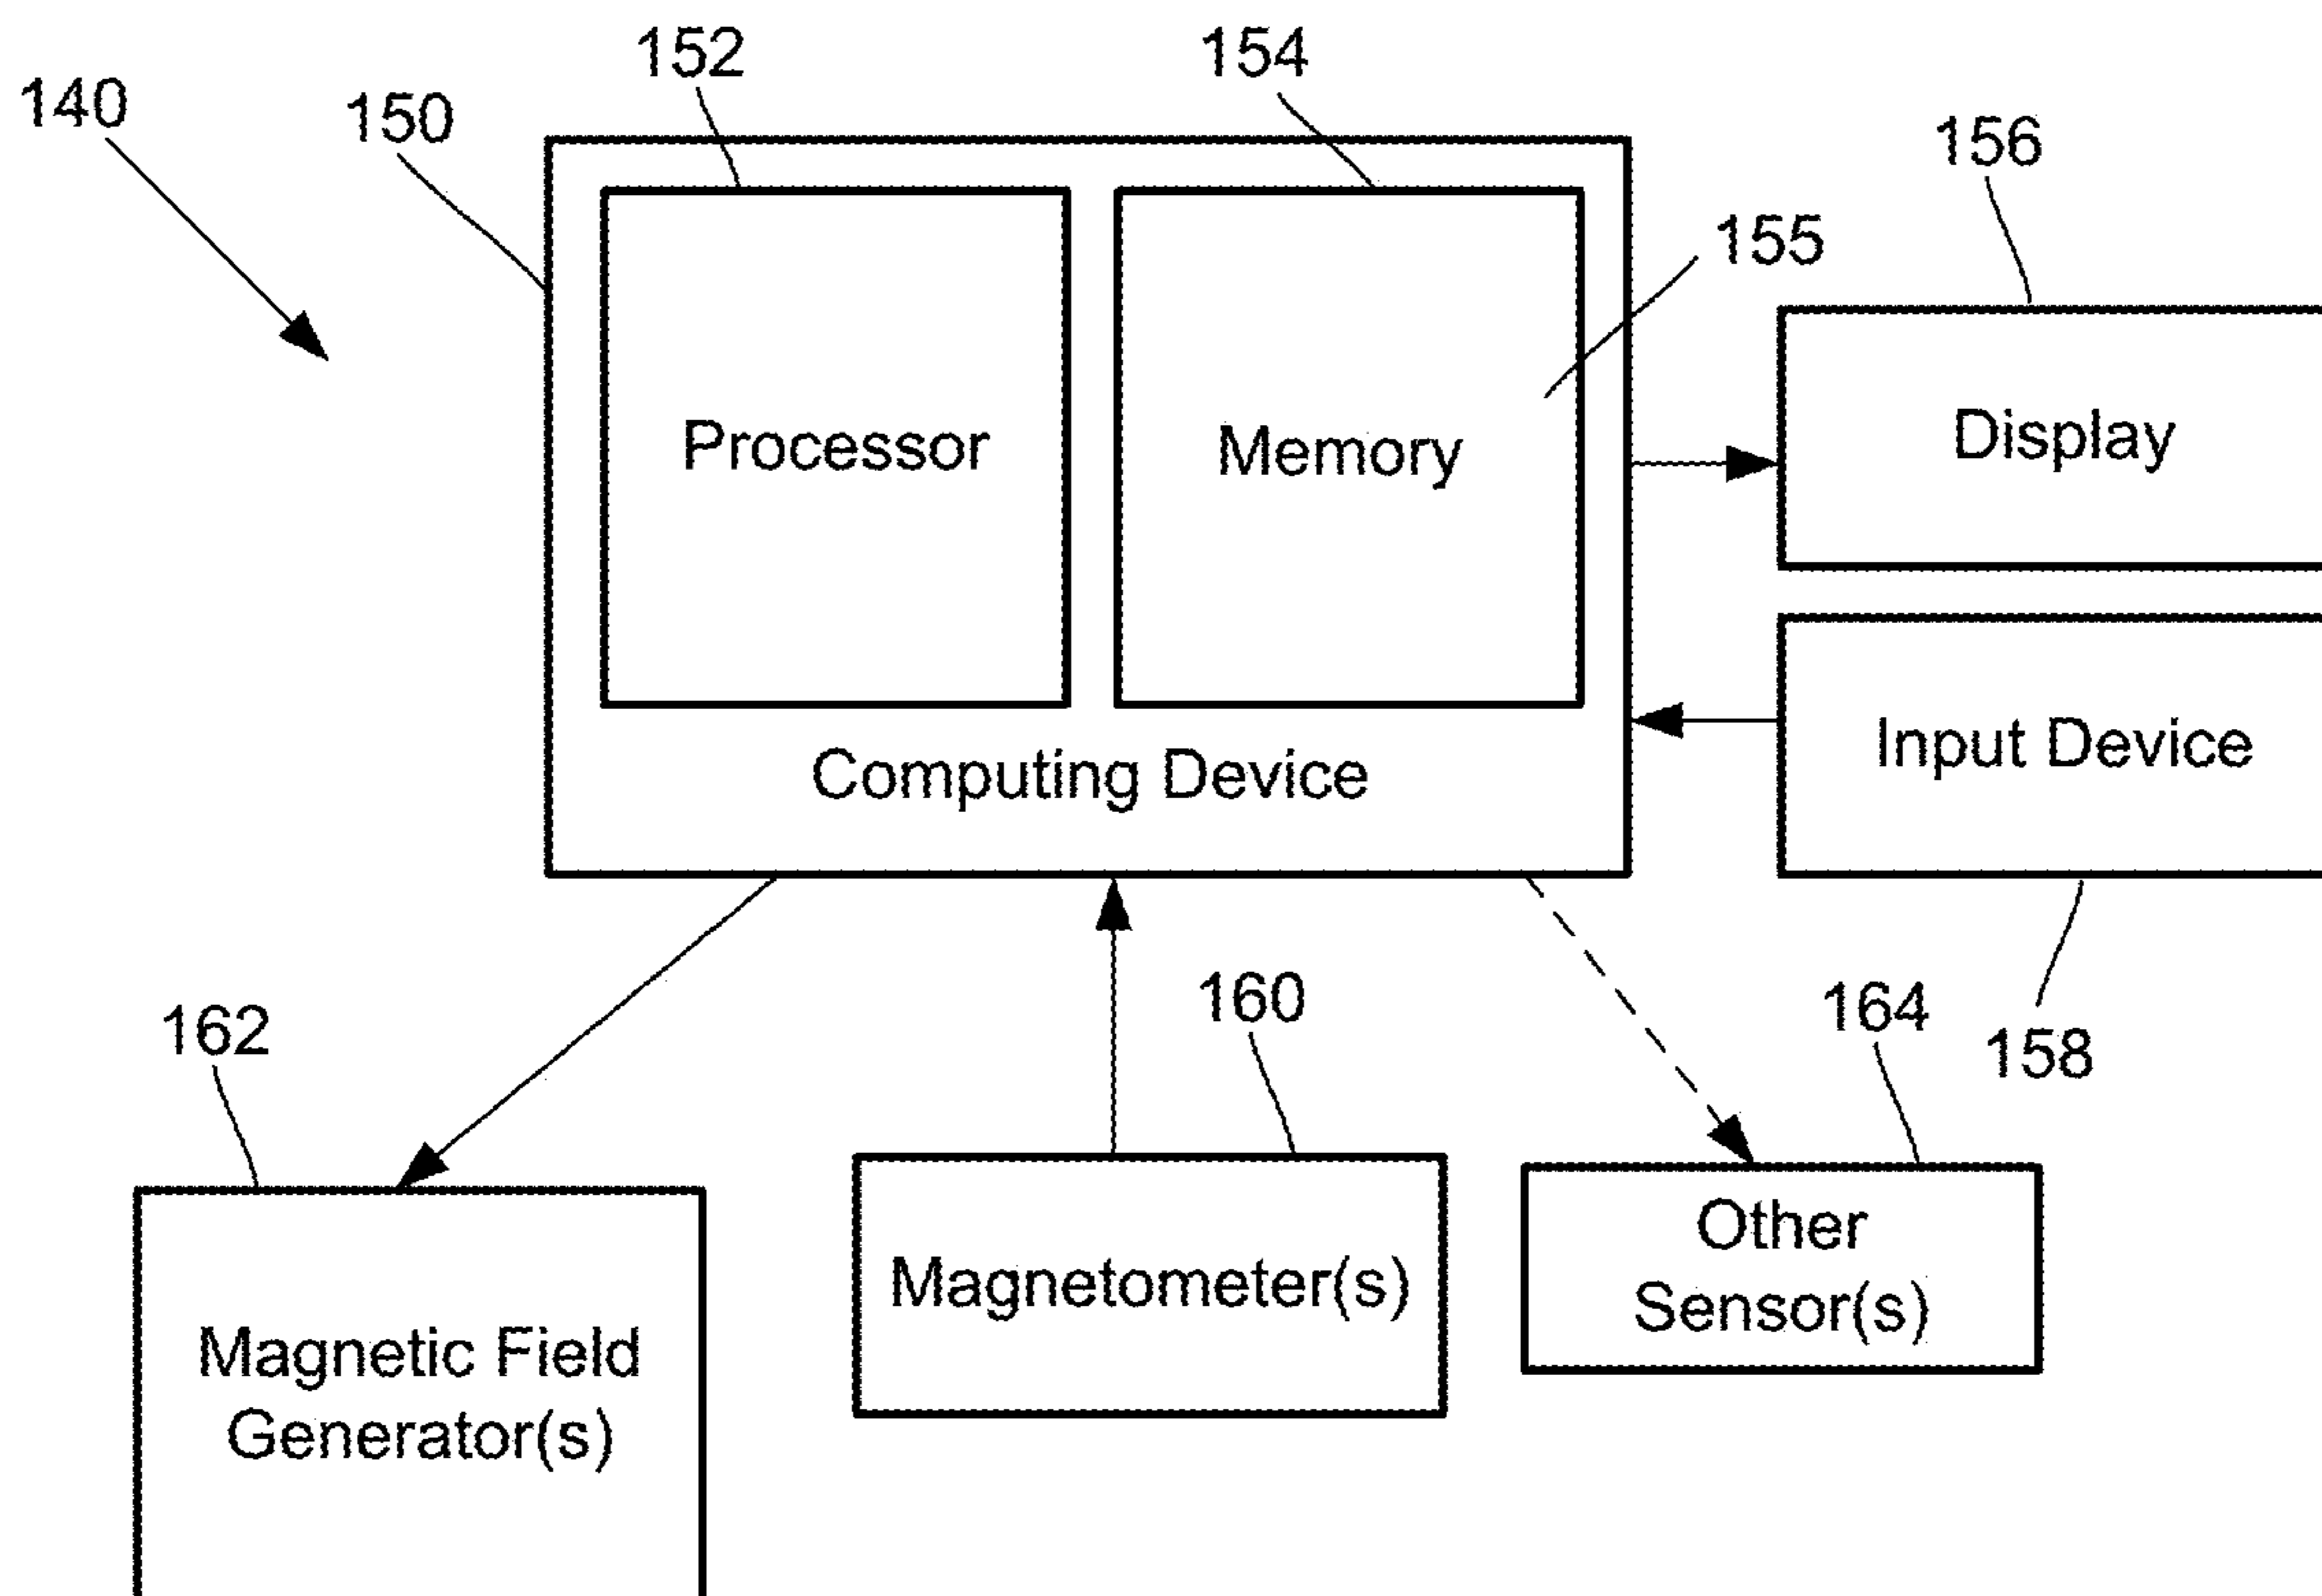 152
154
140
150
156
155
Processor
Memory
Display
Input Device
Computing Device
160
164
162
158
Other
Sensor(s)
Magnetometer(s)
Magnetic Field
Generator(s)